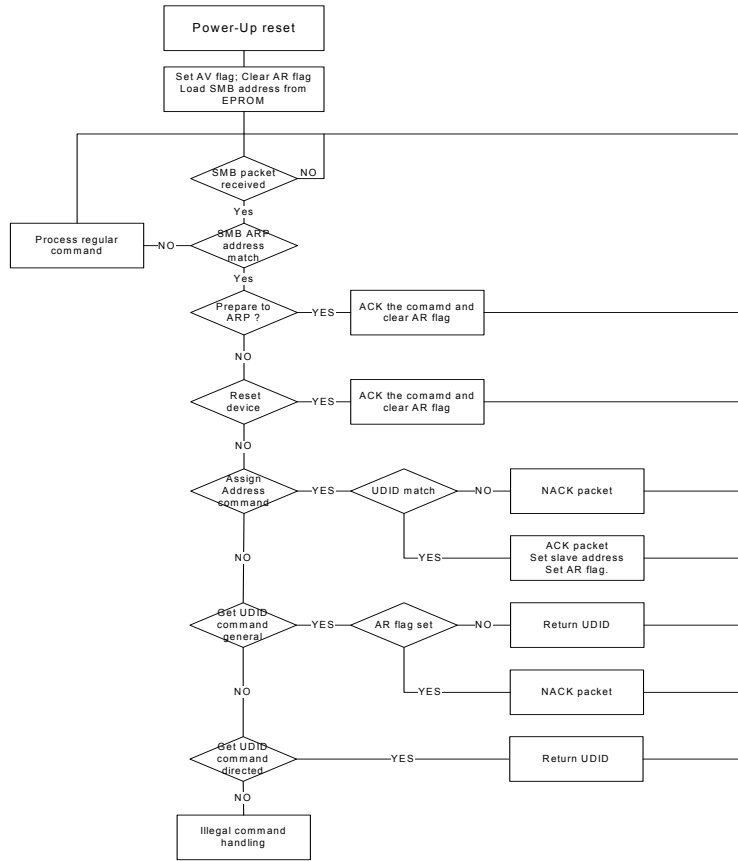 Power-Up reset
Set AV flag; Clear AR flag
Load SMB address from
EPROM
SMB packet
received
NO
Yes
Process regular
command
NO
SMB ARP
address
match
Yes
Prepare to
ARP ?
YES
ACK the comamd and
clear AR flag
NO
Reset
device
YES
ACK the comamd and
clear AR flag
NO
Assign
Address
command
YES
UDID match
NO
NACK packet
YES
ACK packet
Set slave address
Set AR flag.
NO
Get UDID
command
general
YES
AR flag set
NO
Return UDID
YES
NACK packet
NO
Get UDID
command
directed
YES
Return UDID
NO
Illegal command
handling